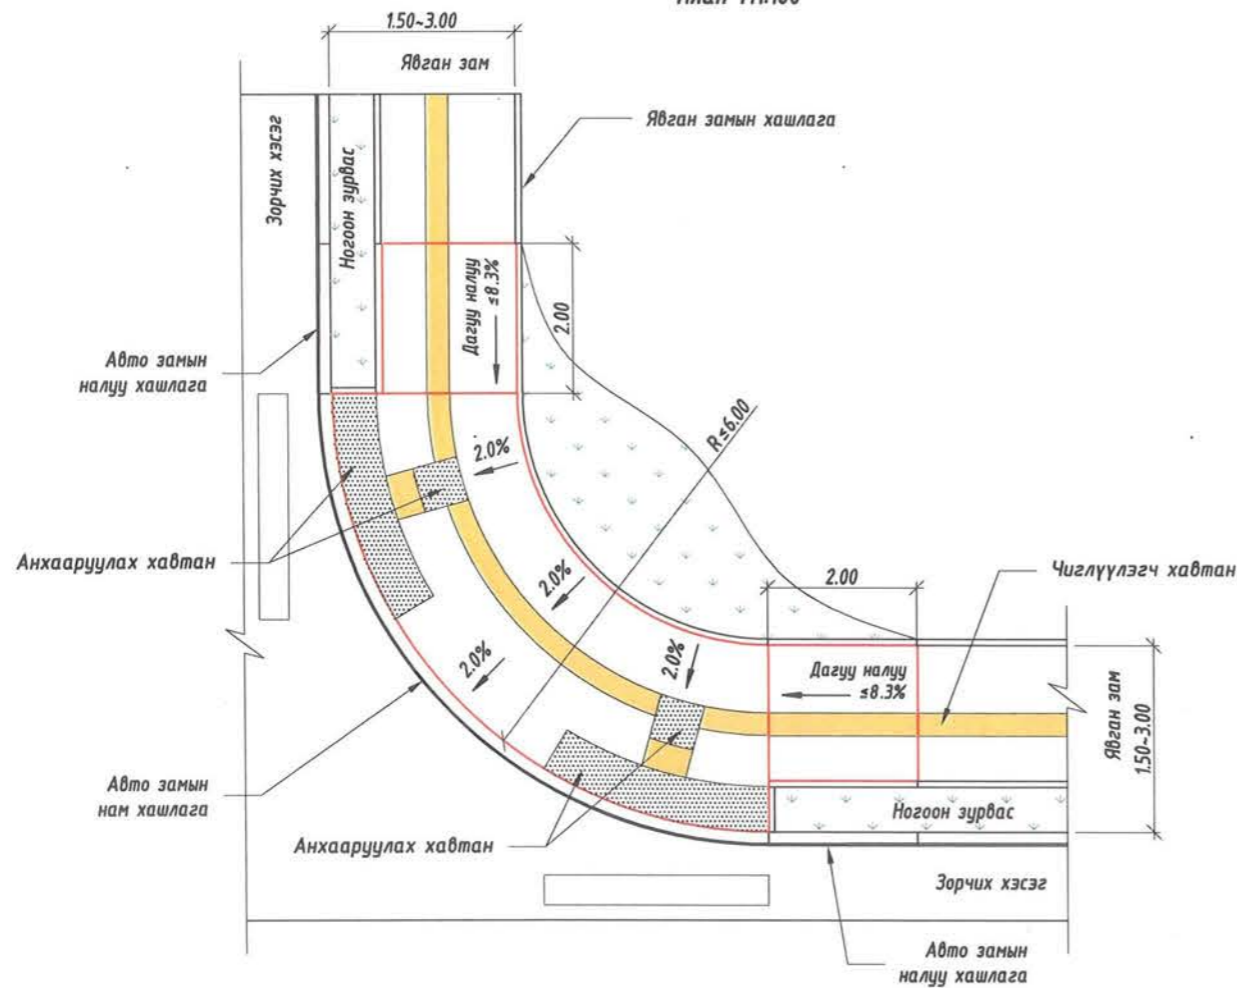 1.50~3.00
Явган зам
Явган замын хашлага
Зорчих хэсэг
Ногоон зурвас
Дагуу налуу
≤8.3%
2.00
Авто замын
налуу хашлага
R≤6.00
2.0%
Анхааруулах хавтан
2.0%
2.00
Чиглүүлэгч хавтан
2.0%
2.0%
Дагуу налуу
≤8.3%
Явган зам
1.50~3.00
Авто замын
нам хашлага
Ногоон зурвас
Анхааруулах хавтан
Зорчих хэсэг
Авто замын
налуу хашлага